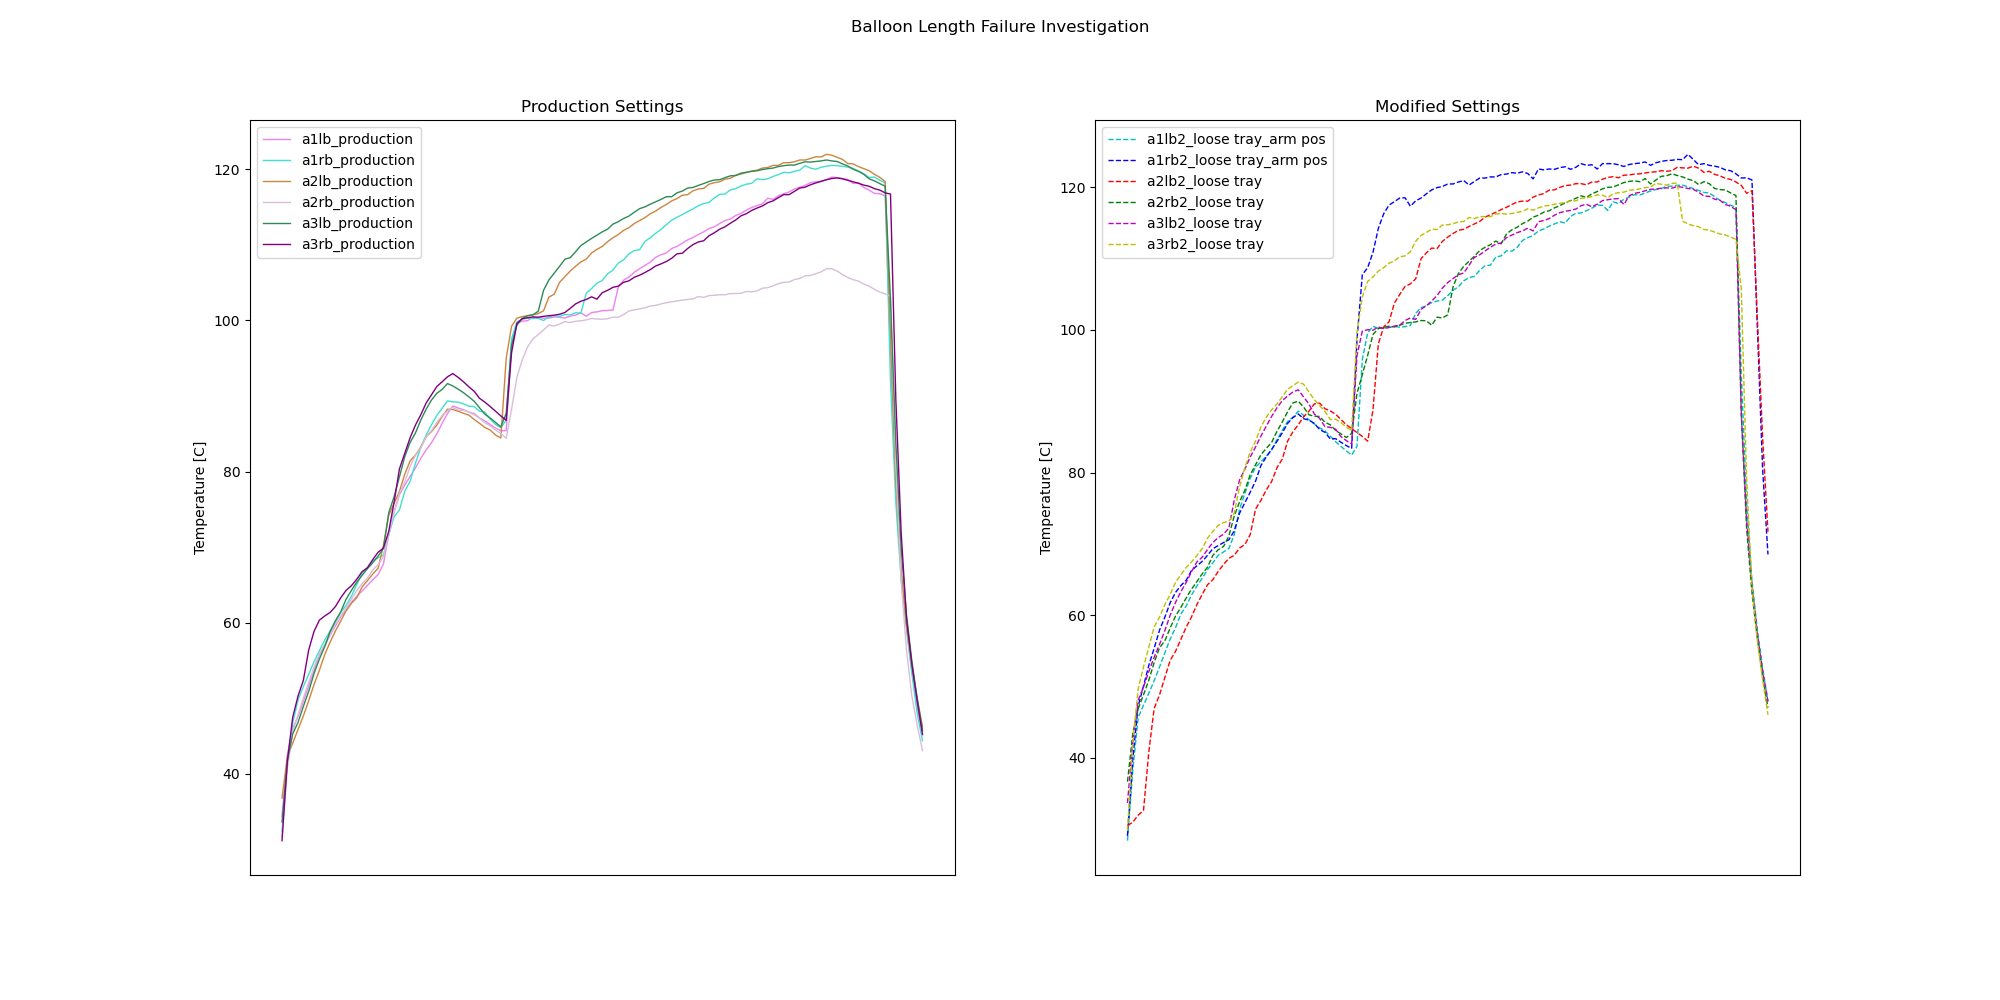 Balloon Length Failure Investigation
Production Settings
a1lb_production
a1rb_production
a2lb_production
a2rb_production
a3lb_production
a3rb_production
120
100
80
60
40
Temperature [C]
Modified Settings
a1lb2_loose tray_arm pos
a1rb2_loose tray_arm pos
a2lb2_loose tray
a2rb2_loose tray
a3lb2_loose tray
a3rb2_loose tray
120
100
80
60
40
Temperature [C]